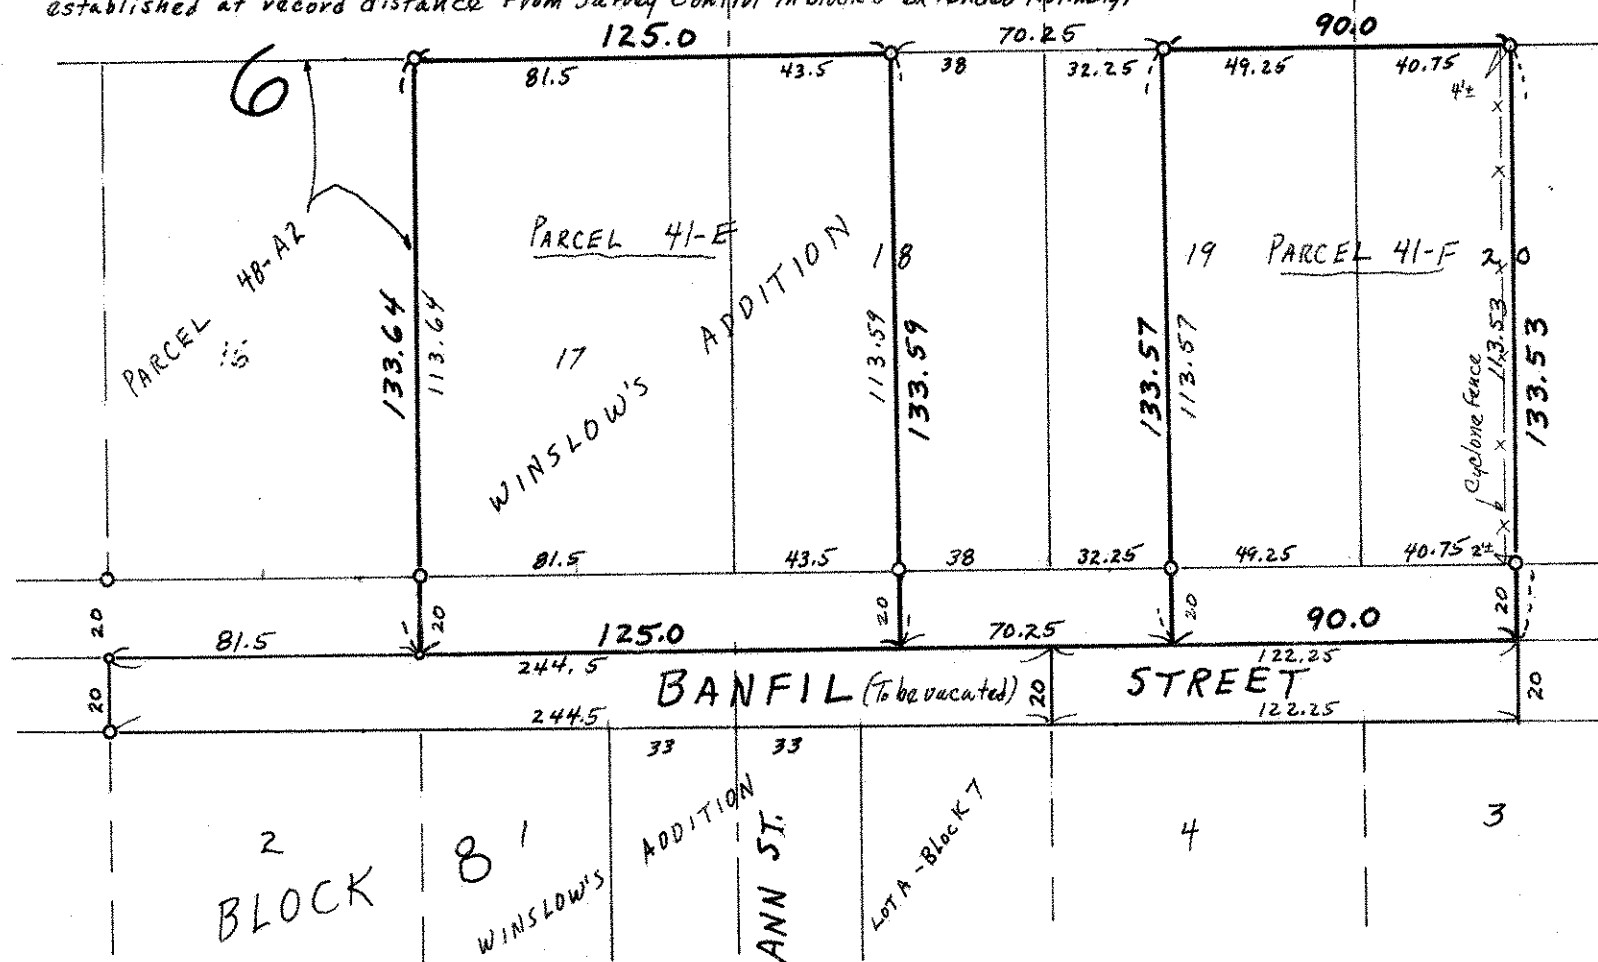 established at record distance from Survey Control in Block 8 extended Northerly.
125.0 70.25 90.0
6 81.5 43.5 38 32.25 49.25 40.75
4'±
PARCEL 48-A2
PARCEL 41-E
18
19
PARCEL 41-F
20
15
17
WINSLOW'S ADDITION
133.64 113.64
113.59 133.59
133.57 113.57
Cyclone Fence
113.53 133.53
81.5 43.5 38 32.25 49.25 40.75 2'±
20 20 20 20 20
81.5 125.0 70.25 90.0
244.5 122.25
20 BANFIL (To be vacated) 20 STREET 20
244.5 122.25
33 33
2 1 4 3
BLOCK 8
WINSLOW'S ADDITION
ANN ST.
LOT A - BLOCK 7